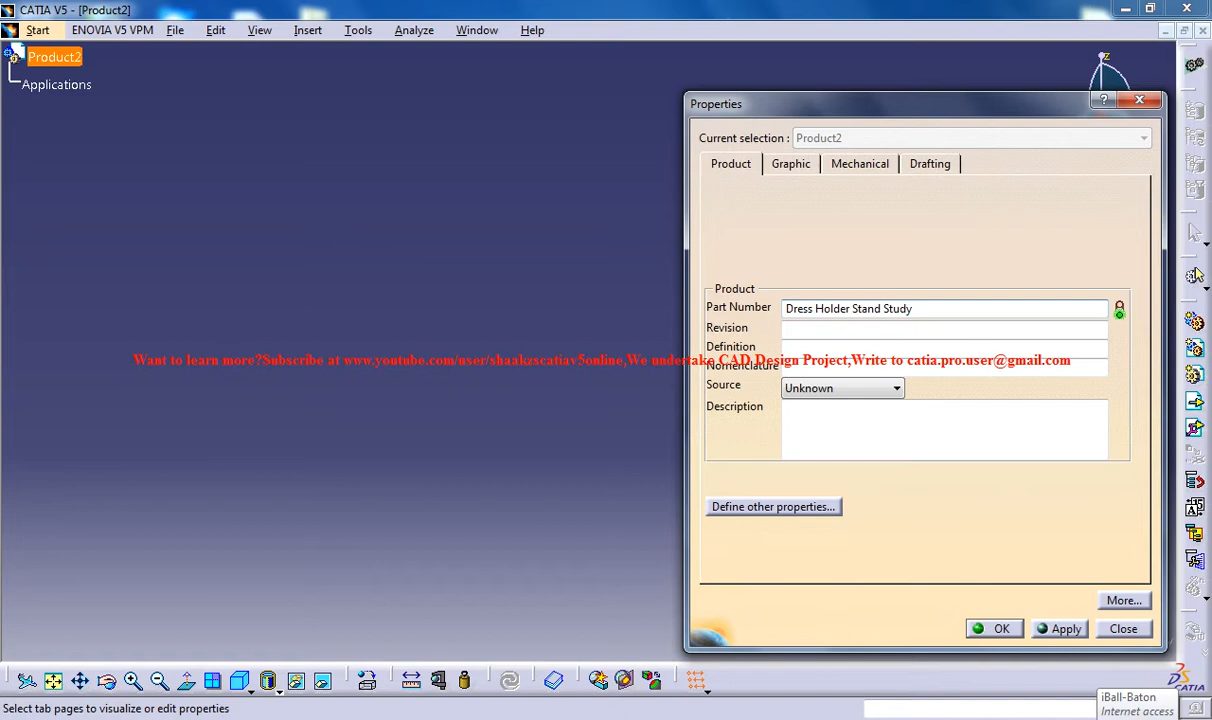 CATIA V5 - [Product2]
Start ENOVIA V5 VPM File Edit View Insert Tools Analyze Window Help
Product2
Applications
z
Properties
?
Current selection : Product2
Product Graphic Mechanical Drafting
Product
Part Number Dress Holder Stand Study
Revision
Definition
Want to learn more?Subscribe at www.youtube.com/user/shaakzscatiav5online,We undertake CAD Design Project,Write to catia.pro.user@gmail.com
Nomenclature
Source Unknown
Description
Define other properties...
More...
OK Apply Close
CATIA
iBall-Baton
Internet access
Select tab pages to visualize or edit properties